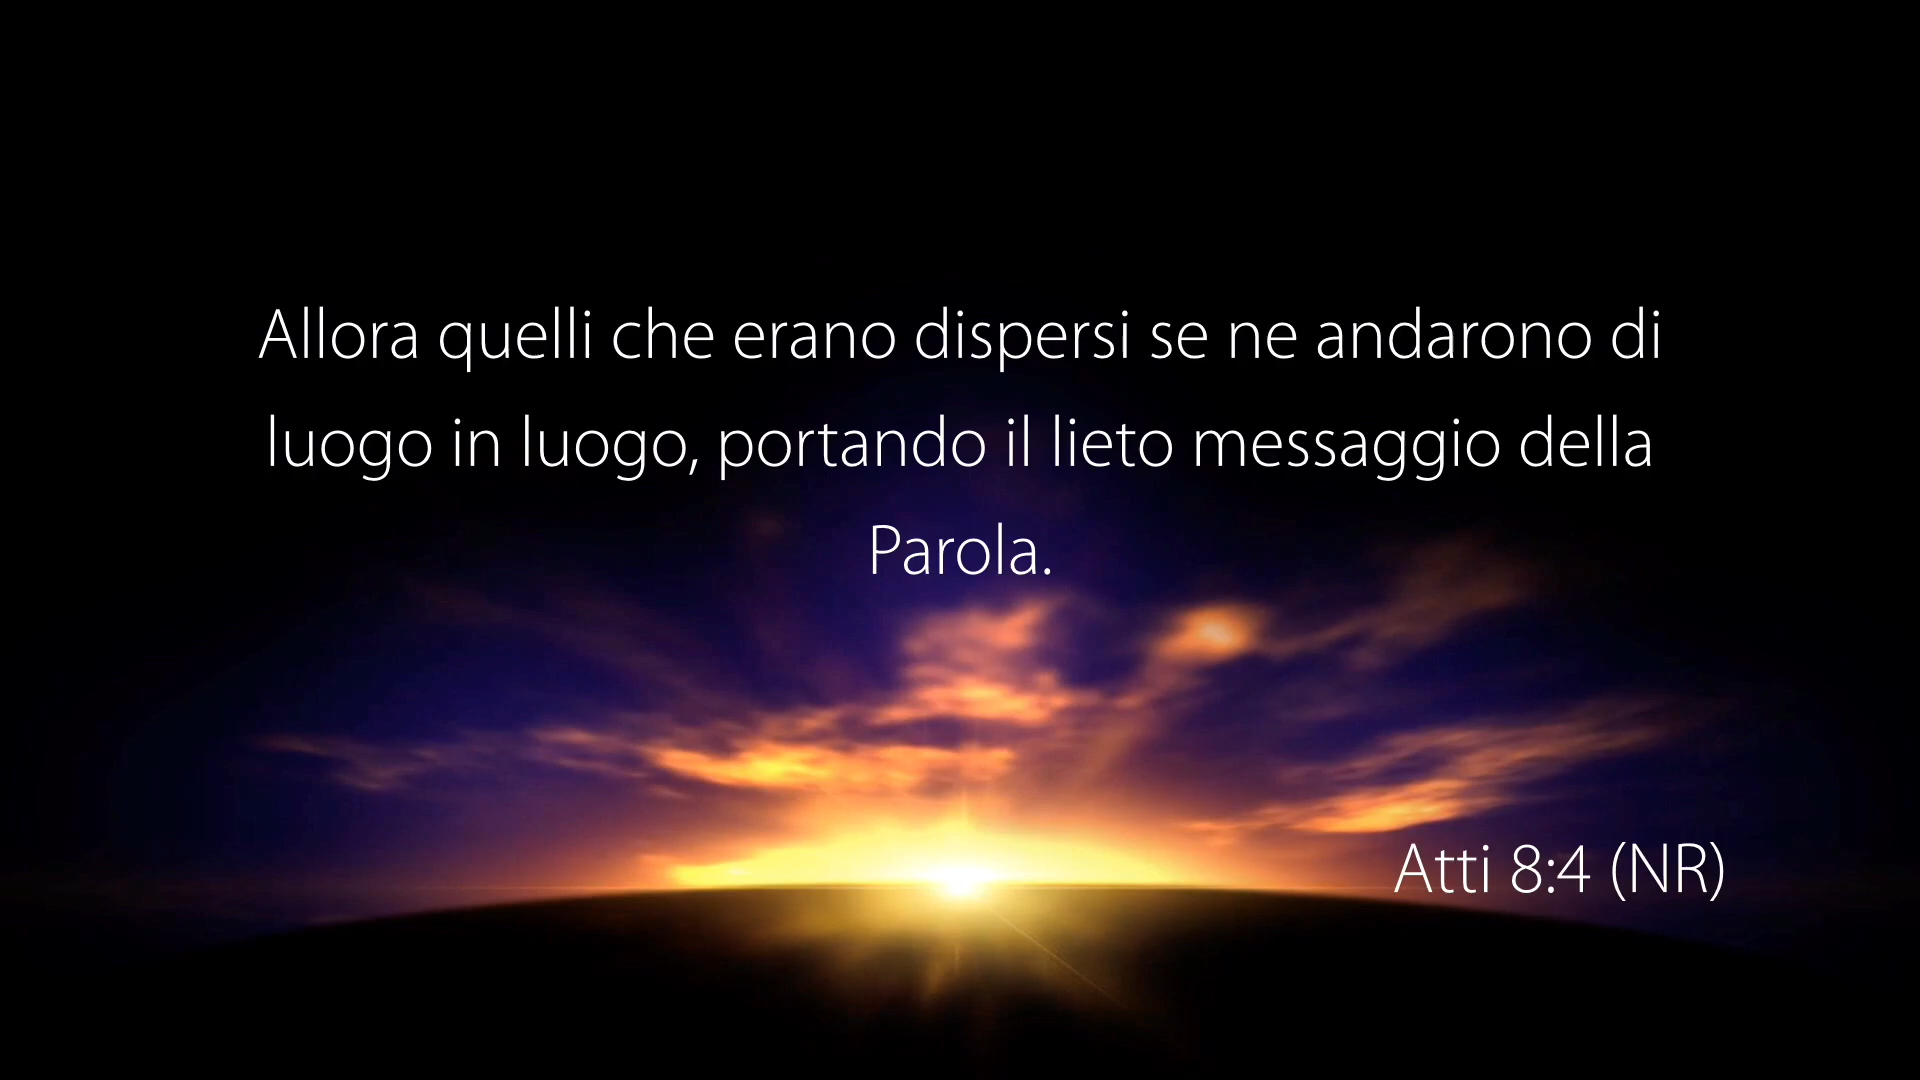 Allora quelli che erano dispersi se ne andarono di
luogo in luogo, portando il lieto messaggio della
Parola.
Atti 8:4 (NR)